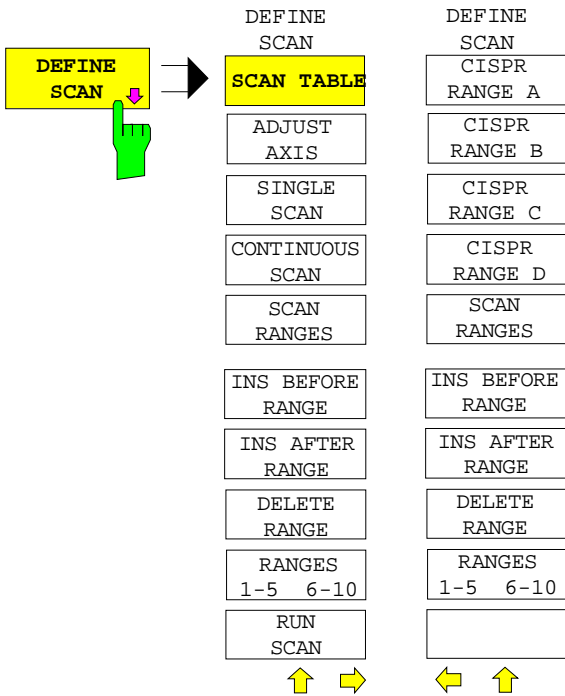 DEFINE
SCAN
DEFINE
SCAN
SCAN TABLE
ADJUST
AXIS
SINGLE
SCAN
CONTINUOUS
SCAN
SCAN
RANGES
INS BEFORE
RANGE
INS AFTER
RANGE
DELETE
RANGE
RANGES
1-5 6-10
RUN
SCAN
DEFINE
SCAN
CISPR
RANGE A
CISPR
RANGE B
CISPR
RANGE C
CISPR
RANGE D
SCAN
RANGES
INS BEFORE
RANGE
INS AFTER
RANGE
DELETE
RANGE
RANGES
1-5 6-10